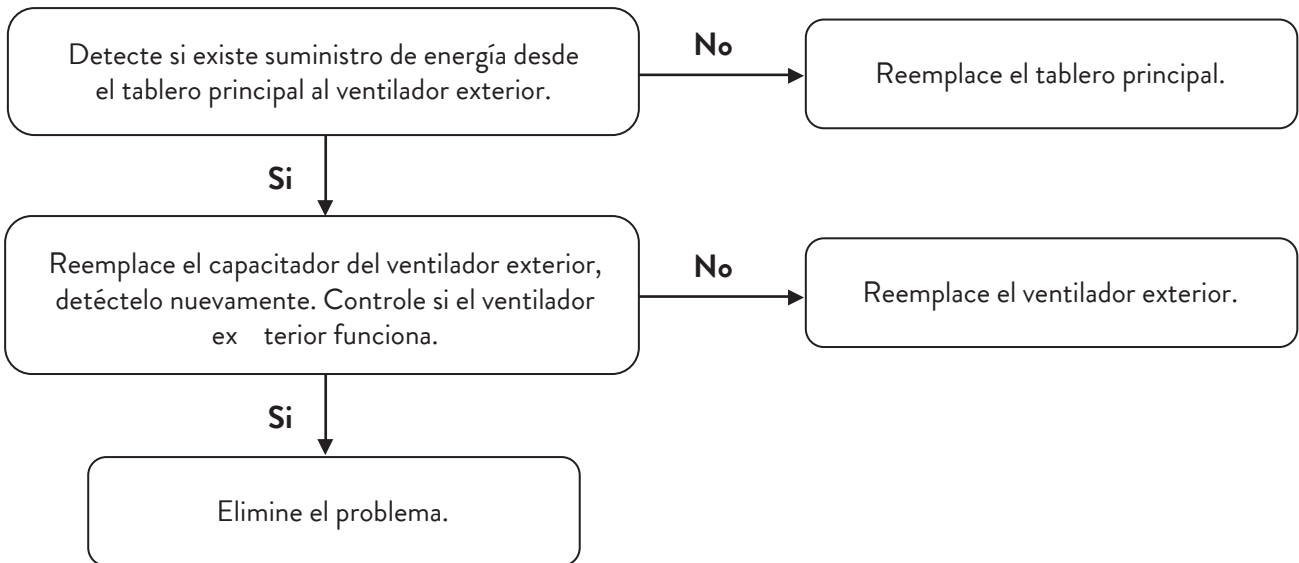 Detecte si existe suministro de energía desde
el tablero principal al ventilador exterior.
No
Reemplace el tablero principal.
Si
Reemplace el capacitador del ventilador exterior,
detéctelo nuevamente. Controle si el ventilador
ex terior funciona.
No
Reemplace el ventilador exterior.
Si
Elimine el problema.